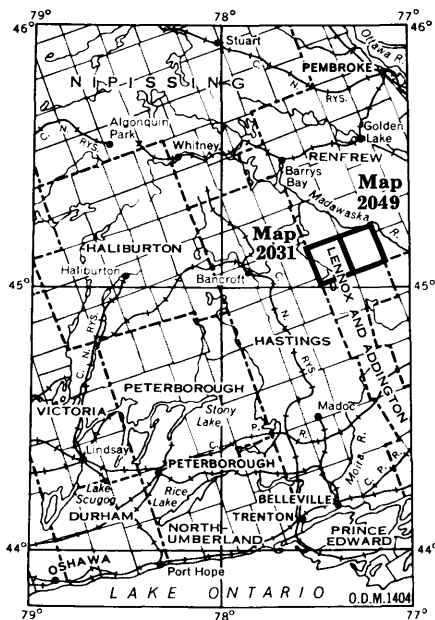 79°
78°
77°
46°
46°
Stuart
Ottawa R.
PEMBROKE
C. N. RYS.
NIPISSING
C. N. RYS.
Algonquin Park
Golden Lake
Whitney
RENFREW
Barrys Bay
Map 2049
Madawaska R.
Map 2031
HALIBURTON
Haliburton
Bancroft
LENNOX AND ADDINGTON
45°
45°
C. N. RYS.
C. N. RYS.
HASTINGS
PETERBOROUGH
VICTORIA
Stony Lake
Madoc
C. P. R.
Lindsay
PETERBOROUGH
Moira R.
C. P. R.
Lake Scugog
Rice Lake
BELLEVILLE
DURHAM
TRENTON
NORTH-UMBERLAND
PRINCE EDWARD
44°
44°
OSHAWA
Port Hope
LAKE ONTARIO
O.D.M. 1404
79°
78°
77°